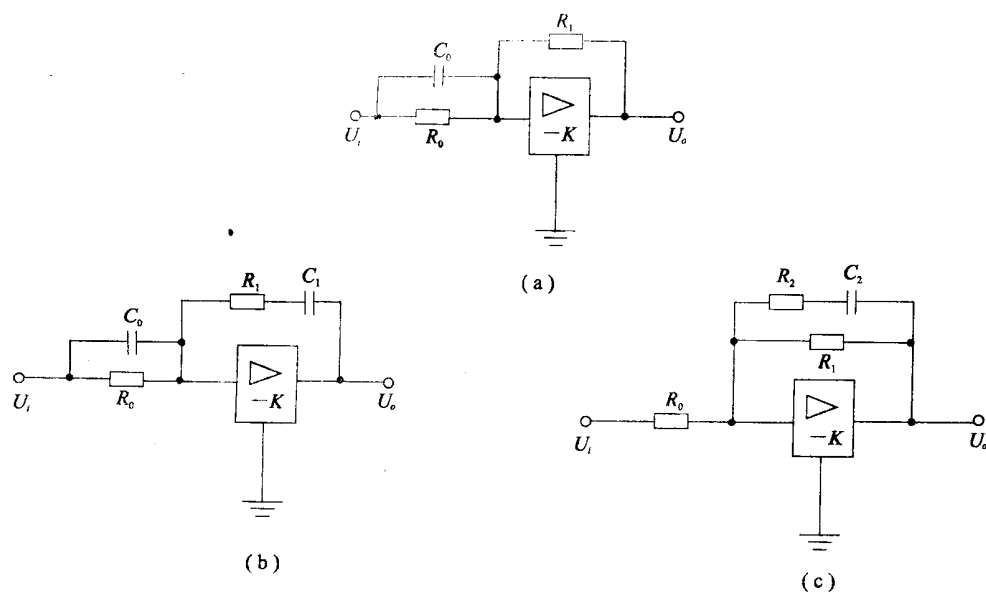 R₁
C₀
Uᵢ
R₀
—K
Uₒ
(a)
R₁ C₁
C₀
Uᵢ
R₀
—K
Uₒ
(b)
R₂ C₂
R₁
R₀
Uᵢ
—K
Uₒ
(c)